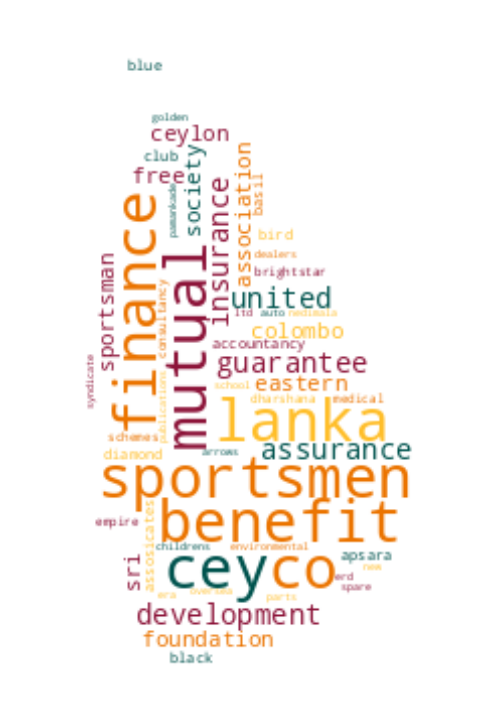 blue
golden
ceylon
club
free
society
pamankade
association
basil
insurance
finance
mutual
bird
dealers
brightstar
sportsman
consultancy
united
ltd
auto
nedimala
colombo
accountancy
guarantee
syndicate
publications
school
eastern
dharshana
medical
lanka
schemes
assurance
diamond
arrows
sportsmen
benefit
empire
assosicates
childrens
environmental
apsara
sri
ceyco
new
erd
spare
era
oversea
parts
development
foundation
black